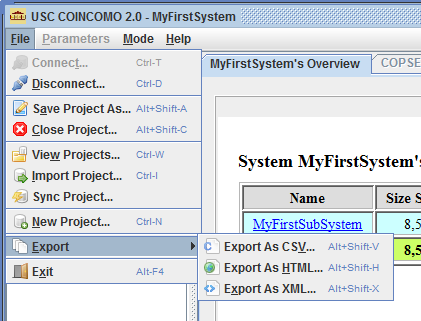 USC COINCOMO 2.0 - MyFirstSystem
File Parameters Mode Help
Connect... Ctrl-T
Disconnect... Ctrl-D
Save Project As... Alt+Shift-A
Close Project... Alt+Shift-C
View Projects... Ctrl-W
Import Project... Ctrl-I
Sync Project...
New Project... Ctrl-N
Export
Exit Alt-F4
Export As CSV... Alt+Shift-V
Export As HTML... Alt+Shift-H
Export As XML... Alt+Shift-X
MyFirstSystem's Overview COPSE
System MyFirstSystem's
Name Size S
MyFirstSubSystem 8,5
8,5